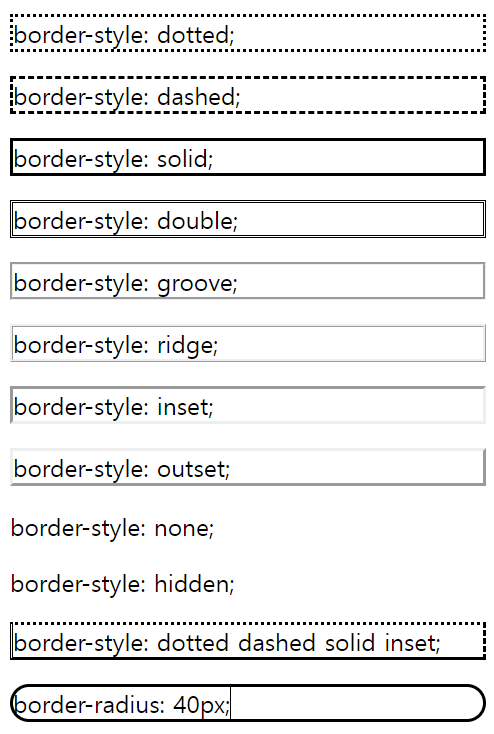 border-style: dotted;
border-style: dashed;
border-style: solid;
border-style: double;
border-style: groove;
border-style: ridge;
border-style: inset;
border-style: outset;
border-style: none;
border-style: hidden;
border-style: dotted dashed solid inset;
border-radius: 40px;